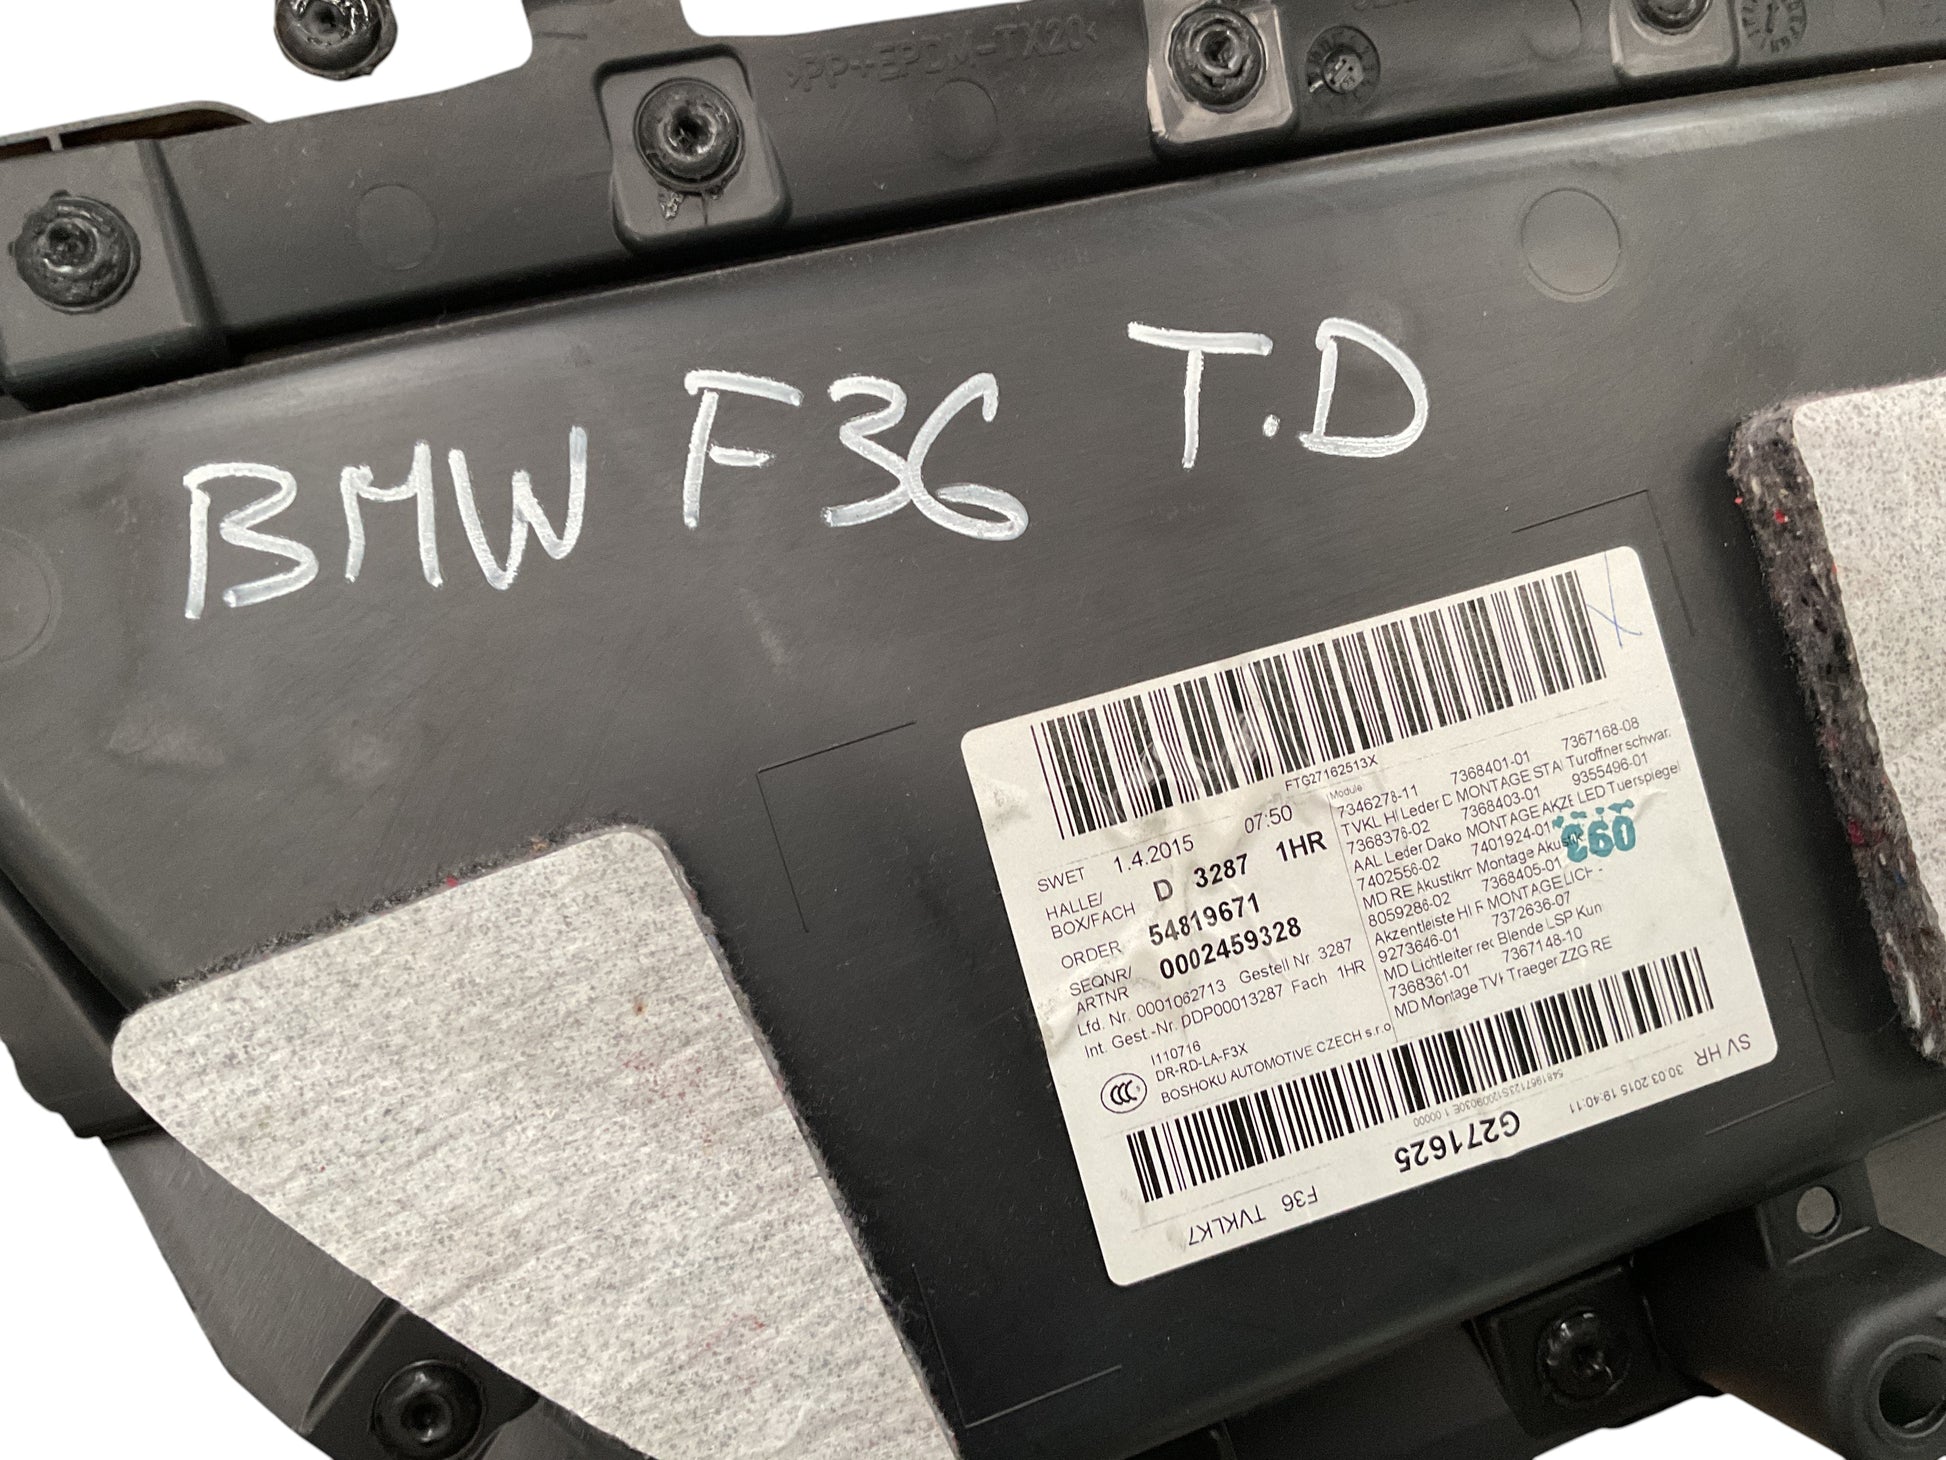 >PP+EPDM-TX20<
BMW F36 T.D
FTG27162513X
SWET 1.4.2015 07:50
HALLE/
BOX/FACH D 3287 1HR
ORDER 54819671
SEQNR/
ARTNR 0002459328
Lfd. Nr. 0001062713 Gestell Nr. 3287
Int. Gest.-Nr. DDP00013287 Fach 1HR
I110716
DR-RD-LA-F3X
BOSHOKU AUTOMOTIVE CZECH s.r.o
CCC
Module
7346278-11 7368401-01 7367168-08
TVKL HI Leder D MONTAGE STA Turoffner schwar
7368376-02 7368403-01 9355496-01
AAL Leder Dako MONTAGE AKZE LED Tuerspiegel
7402556-02 7401924-01
MD RE Akustikm Montage Akustik
8059286-02 7368405-01
Akzentleiste HI F MONTAGE LICH
9273646-01 7372636-07
MD Lichtleiter rec Blende LSP Kun
7368361-01 7367148-10
MD Montage TVK Traeger ZZG RE
093
SV HR
30.03.2015 19:40:11
G271625
F36 TVKLK7